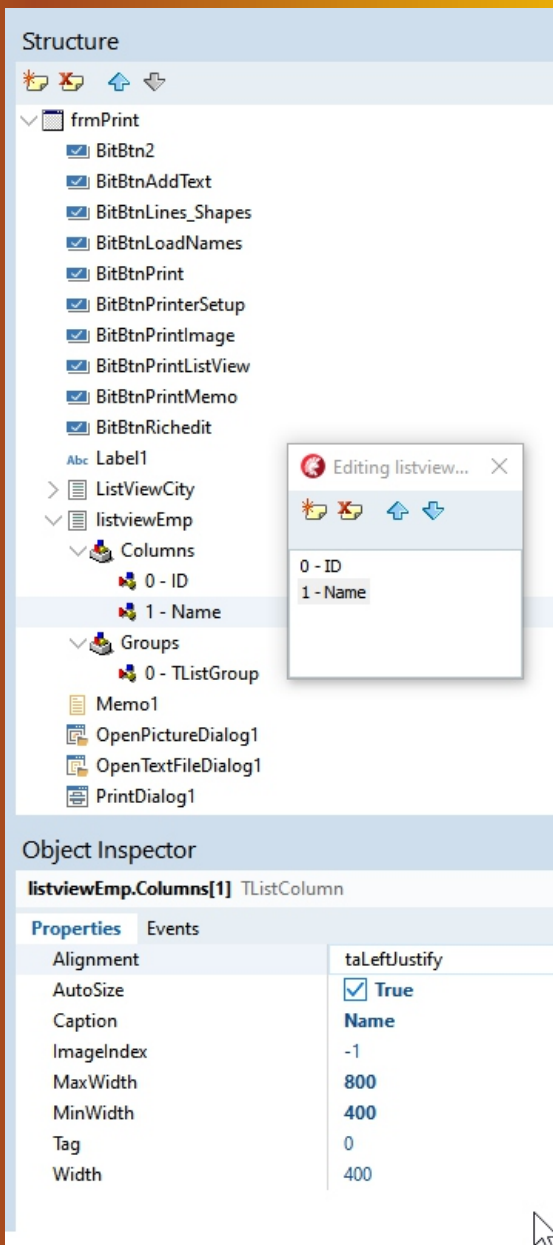 Structure
frmPrint
BitBtn2
BitBtnAddText
BitBtnLines_Shapes
BitBtnLoadNames
BitBtnPrint
BitBtnPrinterSetup
BitBtnPrintImage
BitBtnPrintListView
BitBtnPrintMemo
BitBtnRichedit
Abc Label1
ListViewCity
listviewEmp
Columns
0 - ID
1 - Name
Groups
0 - TListGroup
Memo1
OpenPictureDialog1
OpenTextFileDialog1
PrintDialog1
Editing listview...
0 - ID
1 - Name
Object Inspector
listviewEmp.Columns[1] TListColumn
Properties Events
Alignment taLeftJustify
AutoSize True
Caption Name
ImageIndex -1
MaxWidth 800
MinWidth 400
Tag 0
Width 400